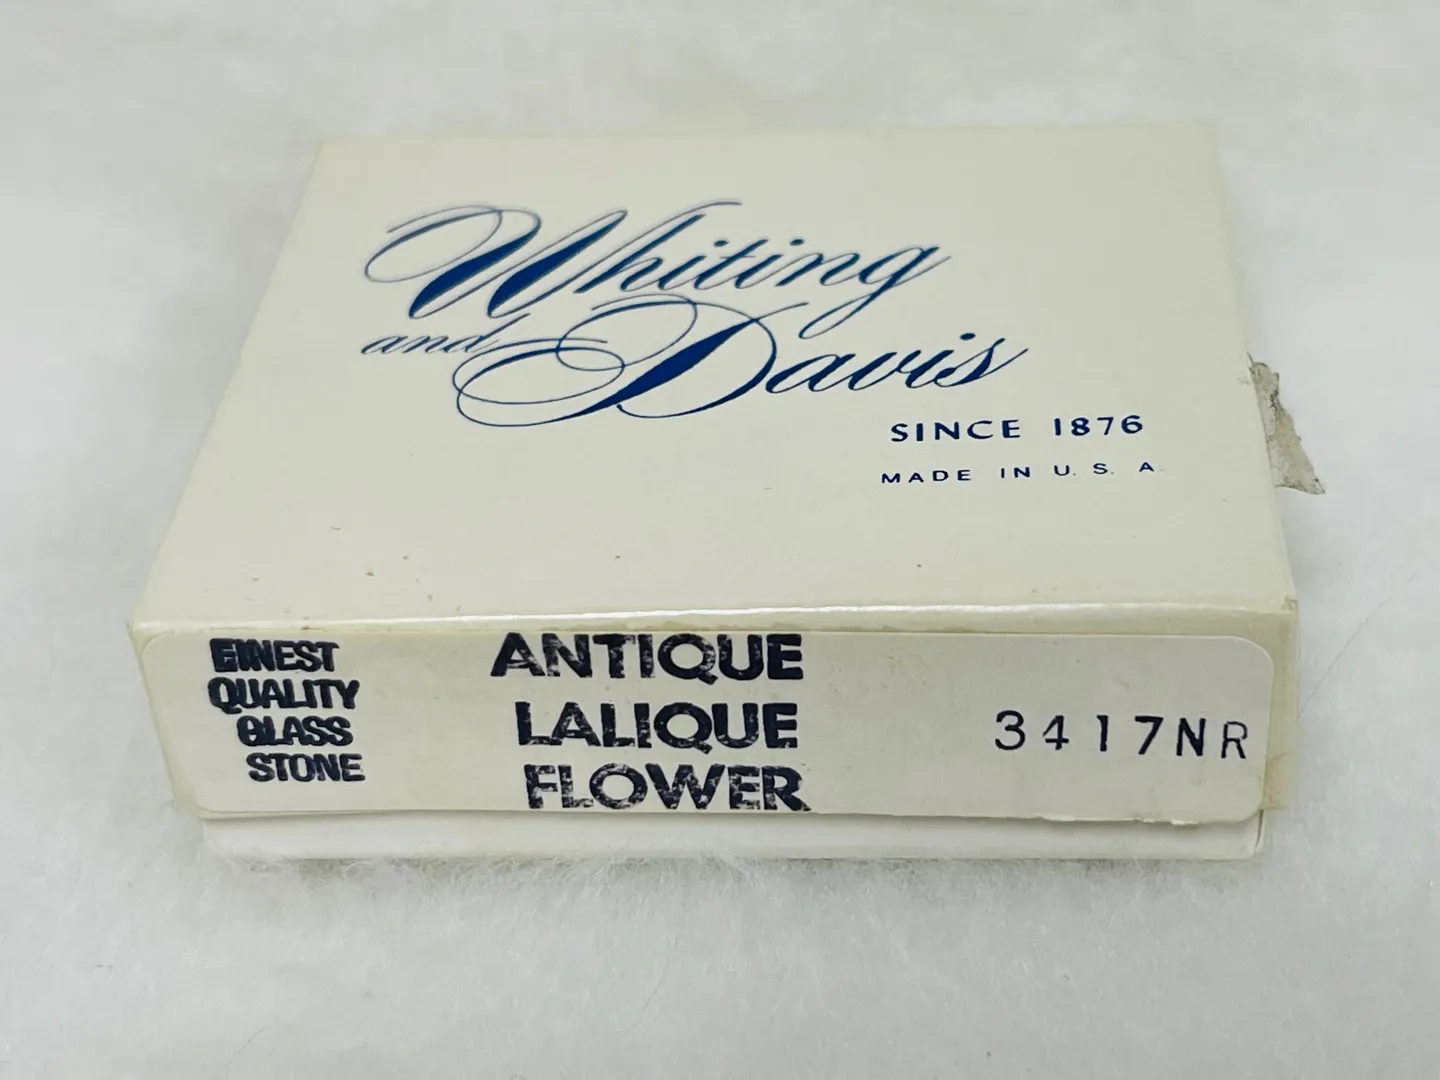 Whiting
and Davis
SINCE 1876
MADE IN U. S. A.
FINEST
QUALITY
GLASS
STONE
ANTIQUE
LALIQUE
FLOWER
3417NR